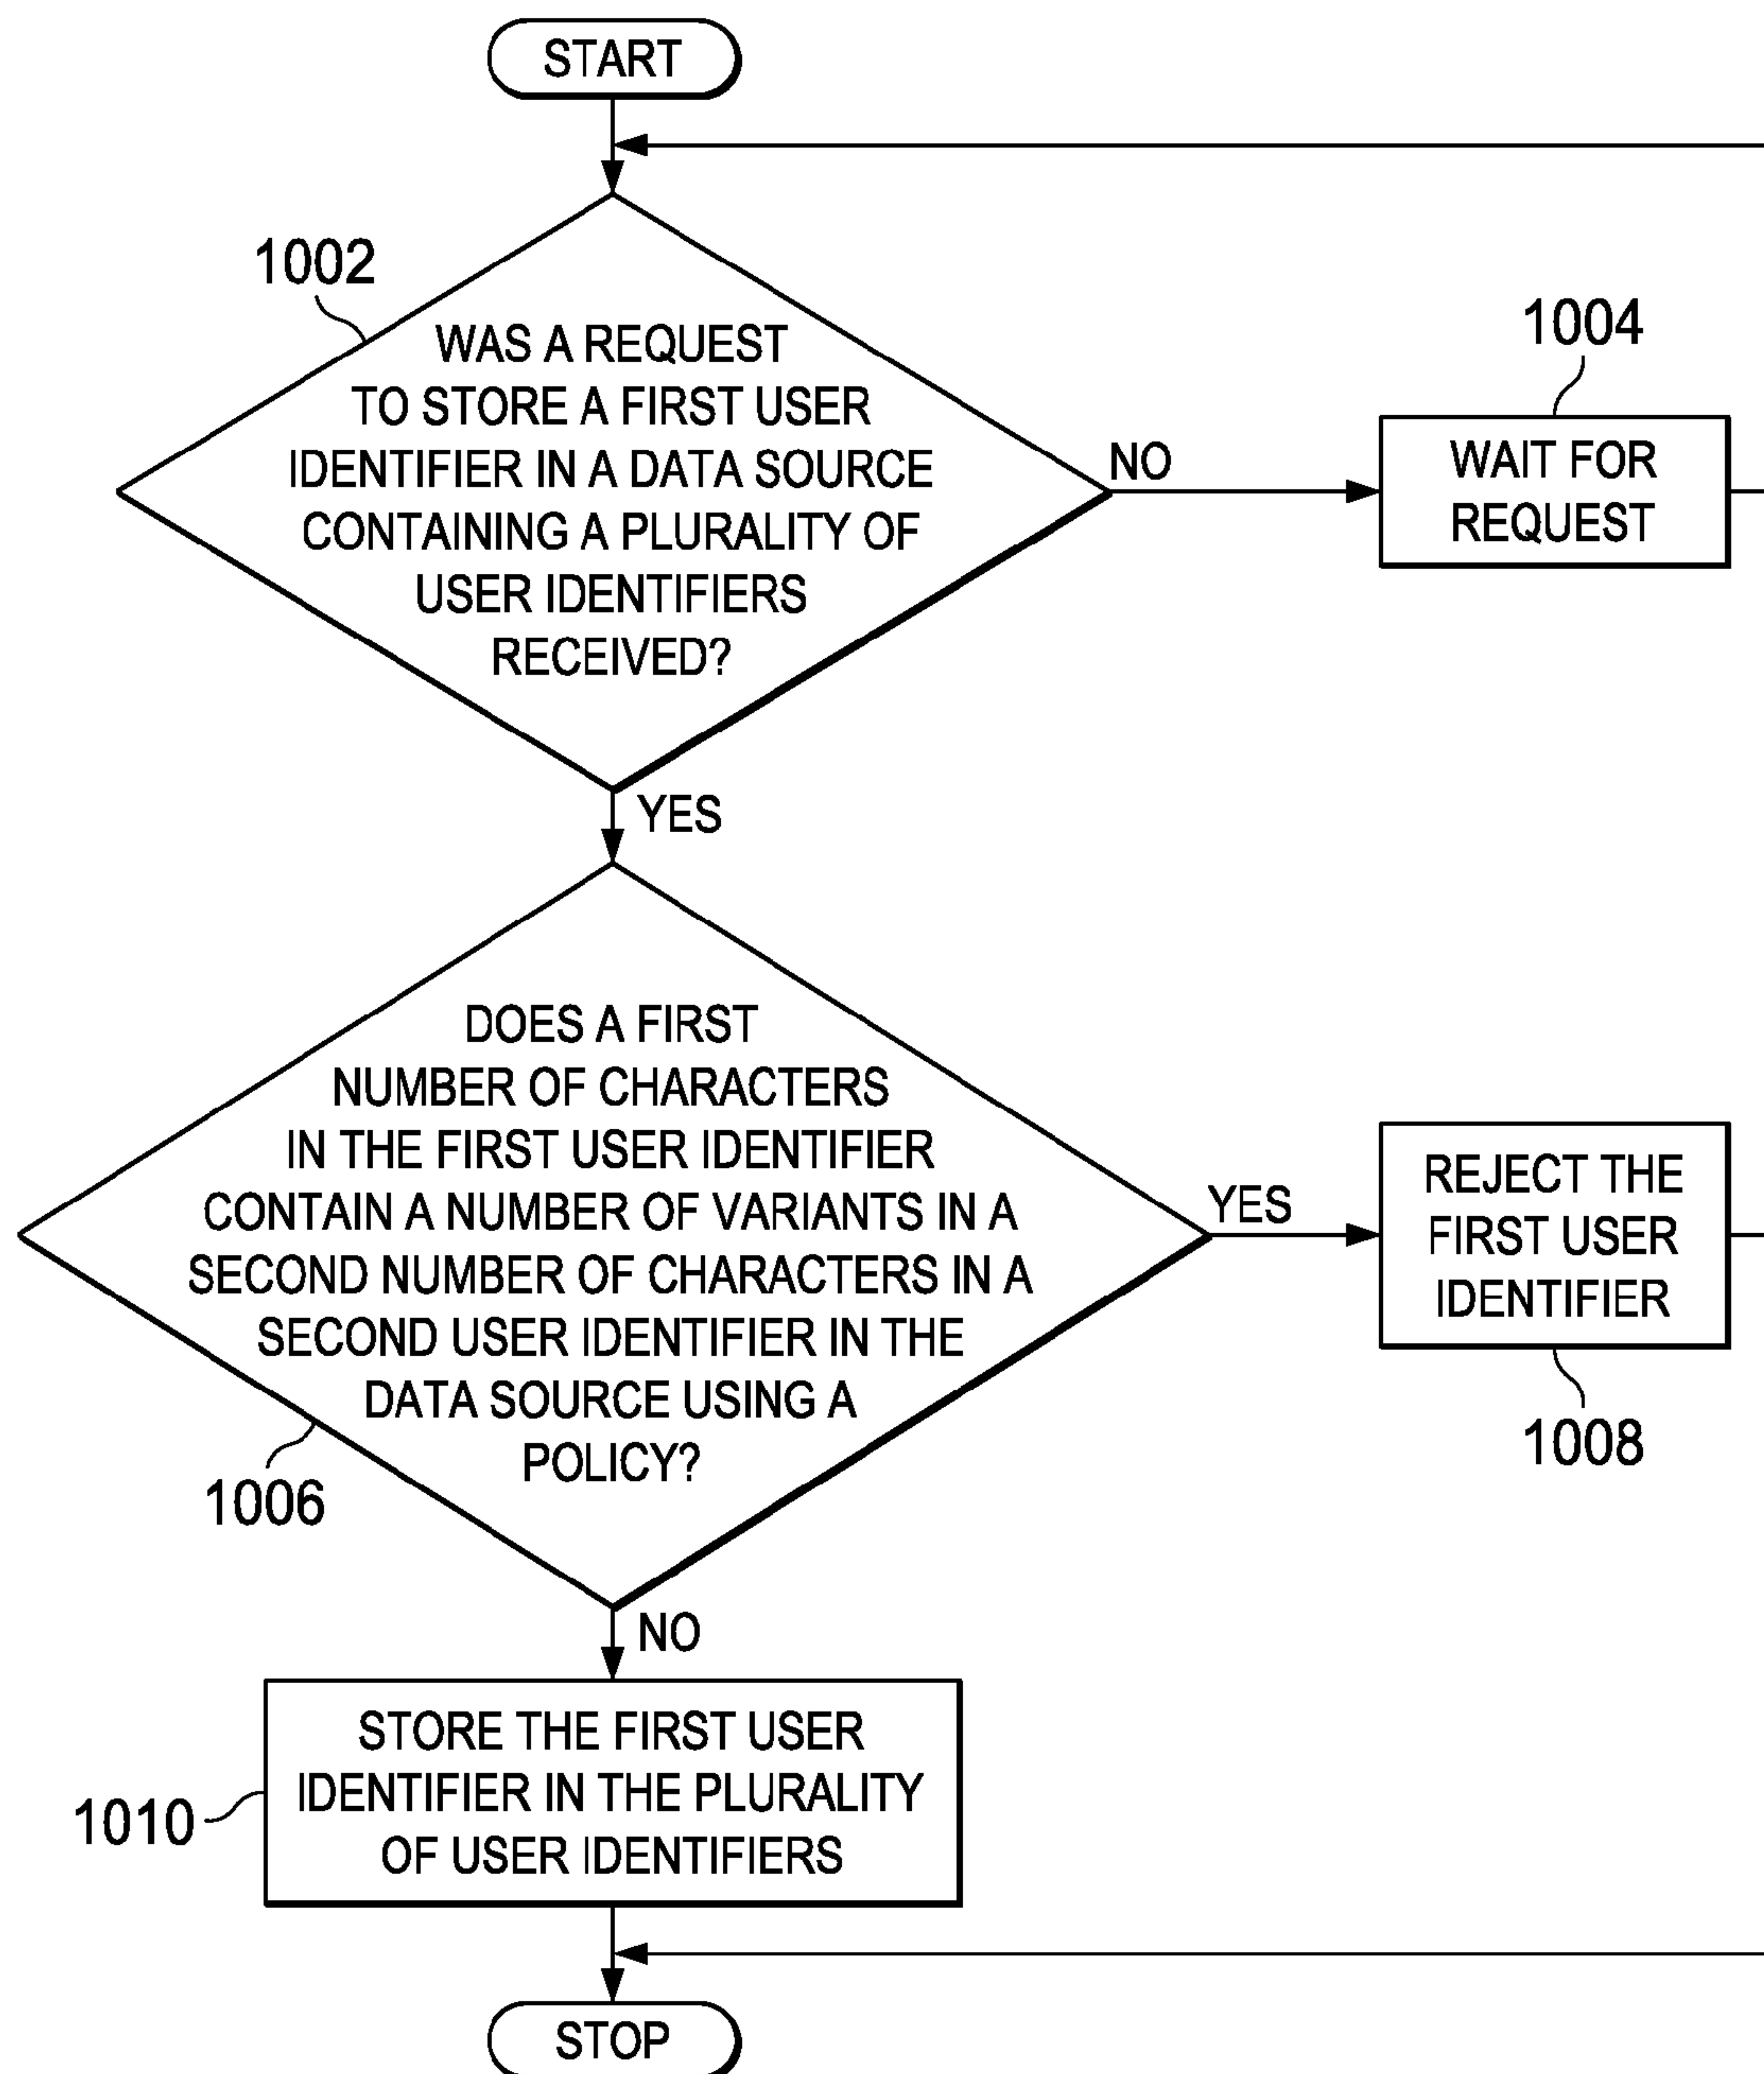 START
1002
WAS A REQUEST
TO STORE A FIRST USER
IDENTIFIER IN A DATA SOURCE
CONTAINING A PLURALITY OF
USER IDENTIFIERS
RECEIVED?
NO
1004
WAIT FOR
REQUEST
YES
DOES A FIRST
NUMBER OF CHARACTERS
IN THE FIRST USER IDENTIFIER
CONTAIN A NUMBER OF VARIANTS IN A
SECOND NUMBER OF CHARACTERS IN A
SECOND USER IDENTIFIER IN THE
DATA SOURCE USING A
POLICY?
1006
YES
REJECT THE
FIRST USER
IDENTIFIER
1008
NO
STORE THE FIRST USER
IDENTIFIER IN THE PLURALITY
OF USER IDENTIFIERS
1010
STOP